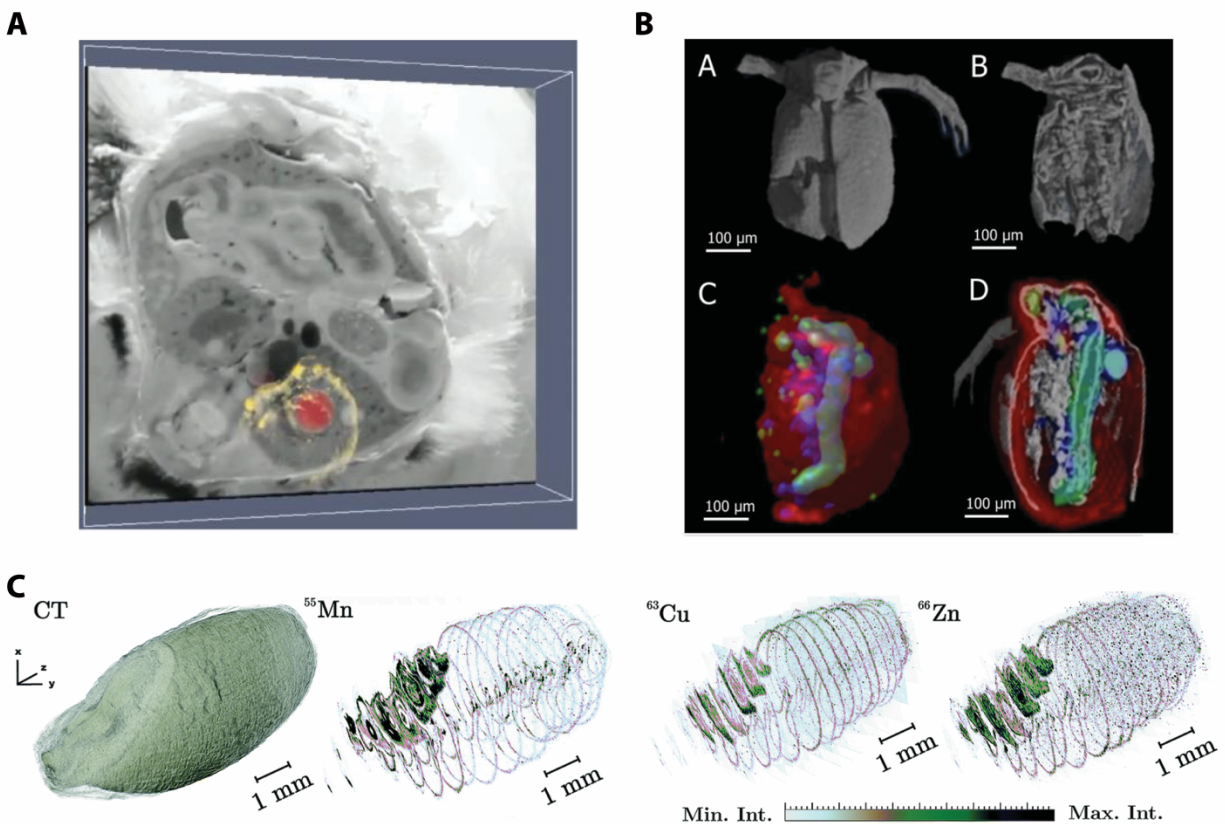 A
B
A
B
100 µm
100 µm
C
D
100 µm
100 µm
C
CT
⁵⁵Mn
⁶³Cu
⁶⁶Zn
x
z
y
1 mm
1 mm
1 mm
1 mm
Min. Int.
Max. Int.